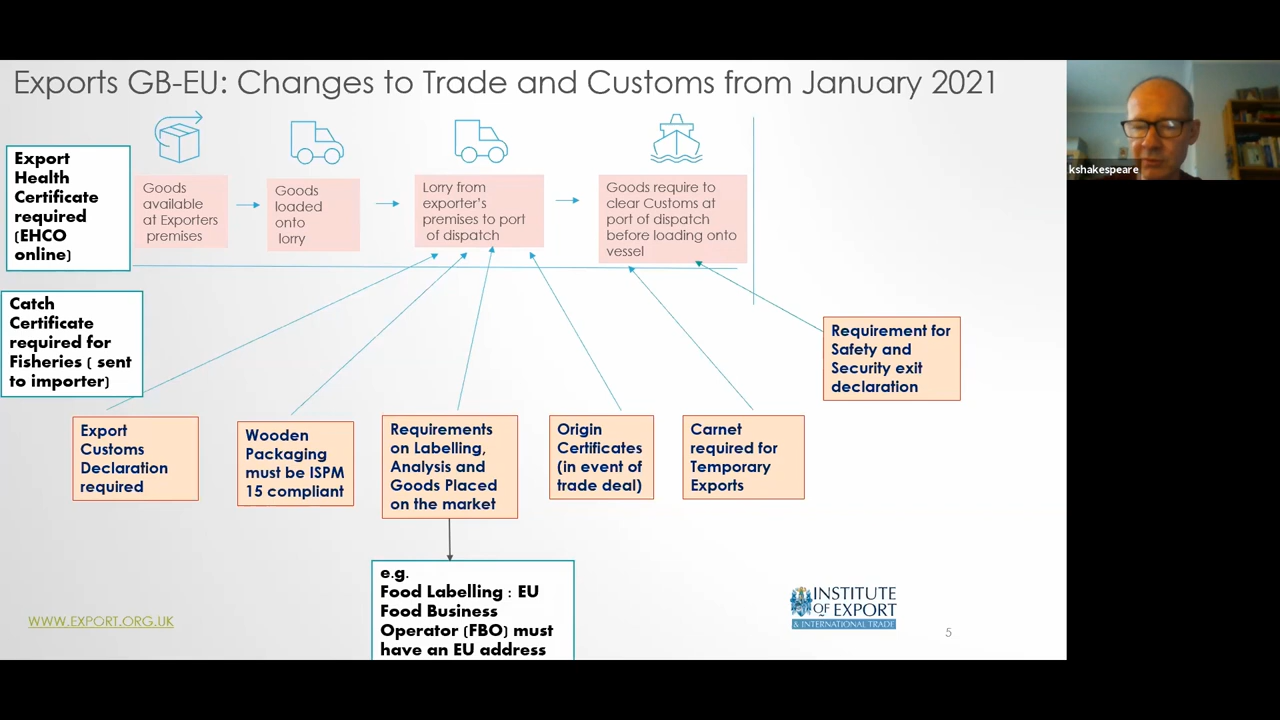 Exports GB-EU: Changes to Trade and Customs from January 2021
kshakespeare
Export
Health
Certificate
required
(EHCO
online)
Goods
available
at Exporters
premises
Goods
loaded
onto
lorry
Lorry from
exporter's
premises to port
of dispatch
Goods require to
clear Customs at
port of dispatch
before loading onto
vessel
Catch
Certificate
required for
Fisheries ( sent
to importer)
Requirement for
Safety and
Security exit
declaration
Export
Customs
Declaration
required
Wooden
Packaging
must be ISPM
15 compliant
Requirements
on Labelling,
Analysis and
Goods Placed
on the market
Origin
Certificates
(in event of
trade deal)
Carnet
required for
Temporary
Exports
e.g.
Food Labelling : EU
Food Business
Operator (FBO) must
have an EU address
WWW.EXPORT.ORG.UK
INSTITUTE
OF EXPORT
& INTERNATIONAL TRADE
5